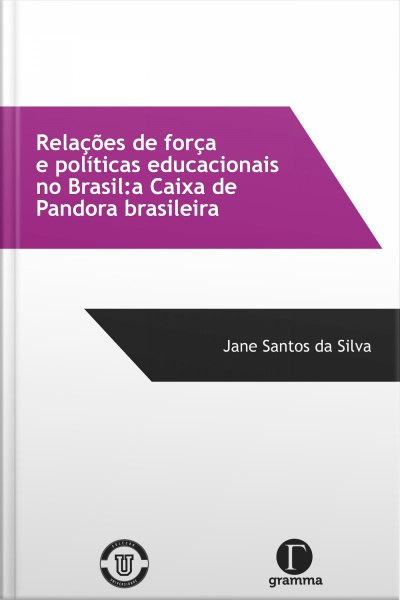 Relações de força
e políticas educacionais
no Brasil:a Caixa de
Pandora brasileira
Jane Santos da Silva
U
Γ
gramma